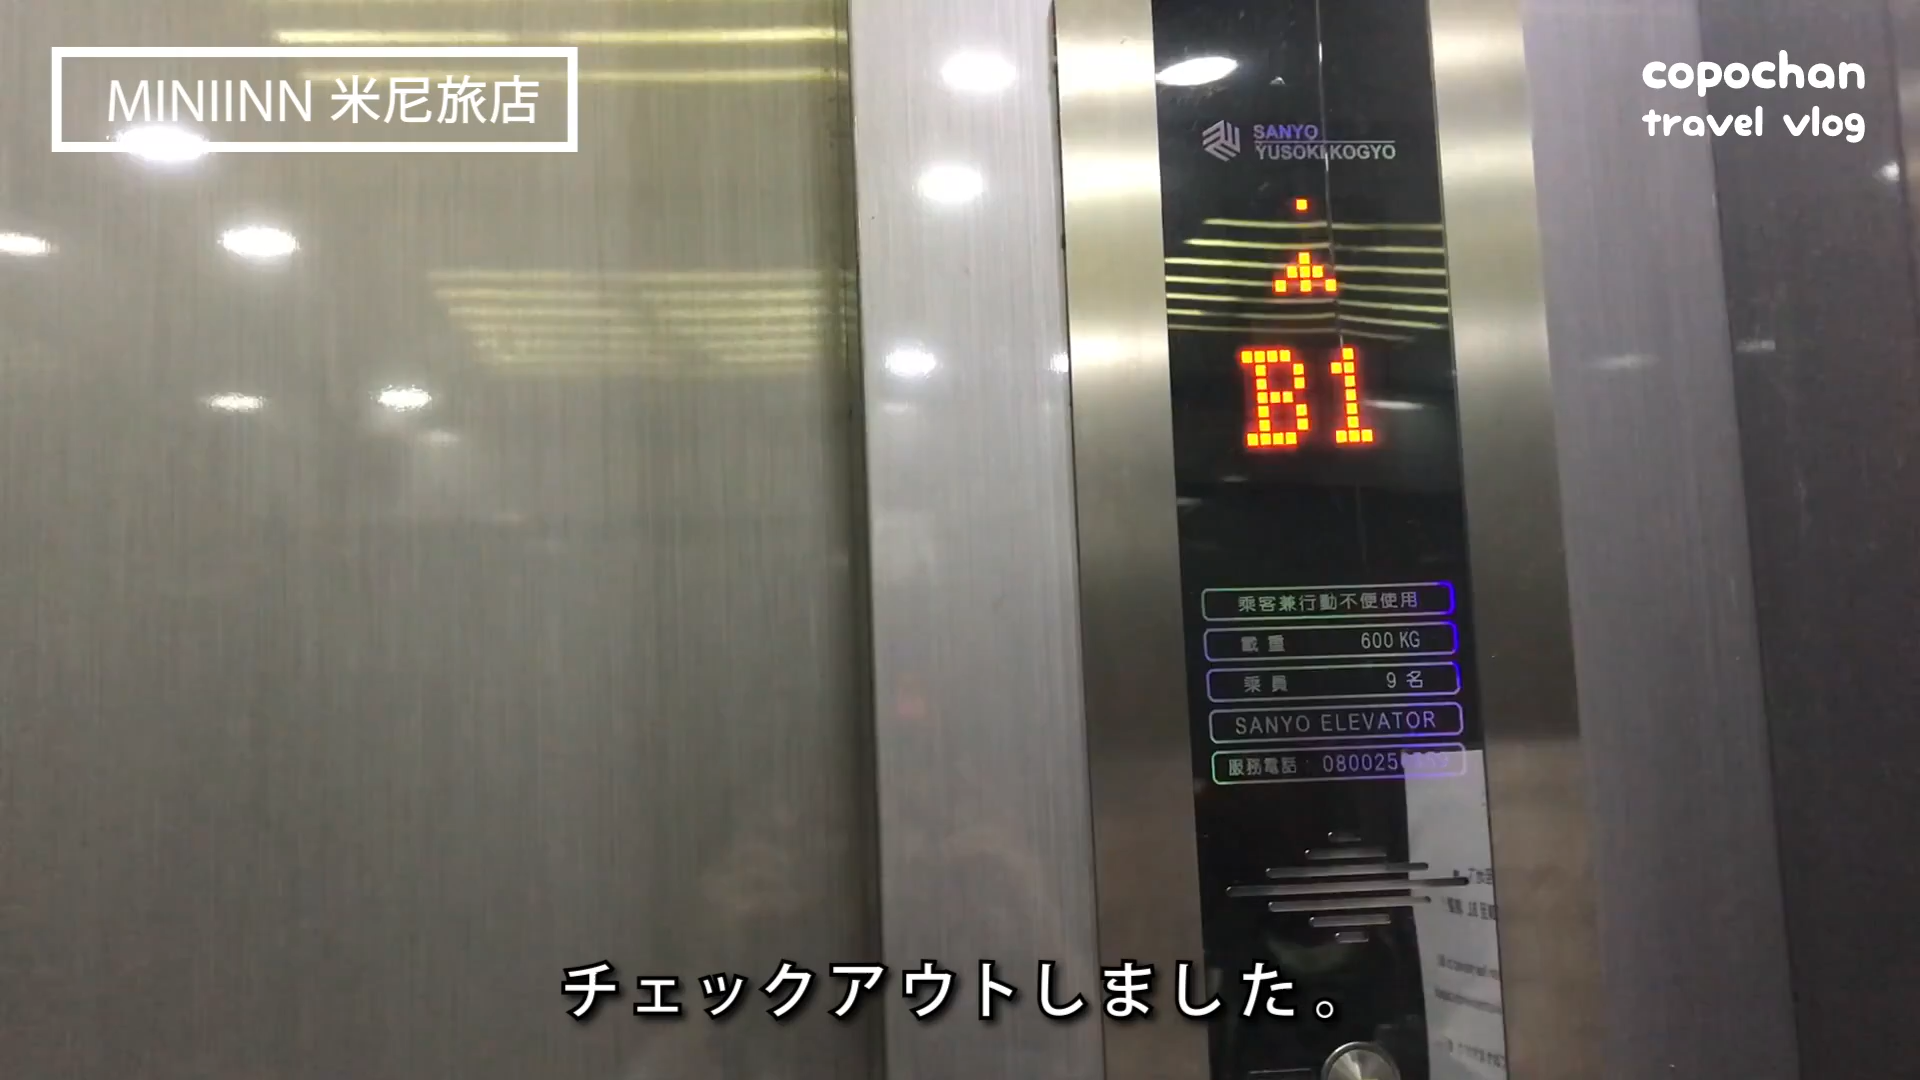 MINIINN 米尼旅店
copochan
travel vlog
SANYO
YUSOKI KOGYO
B1
乘客兼行動不便使用
載重 600 KG
乘員 9 名
SANYO ELEVATOR
服務電話:
チェックアウトしました。